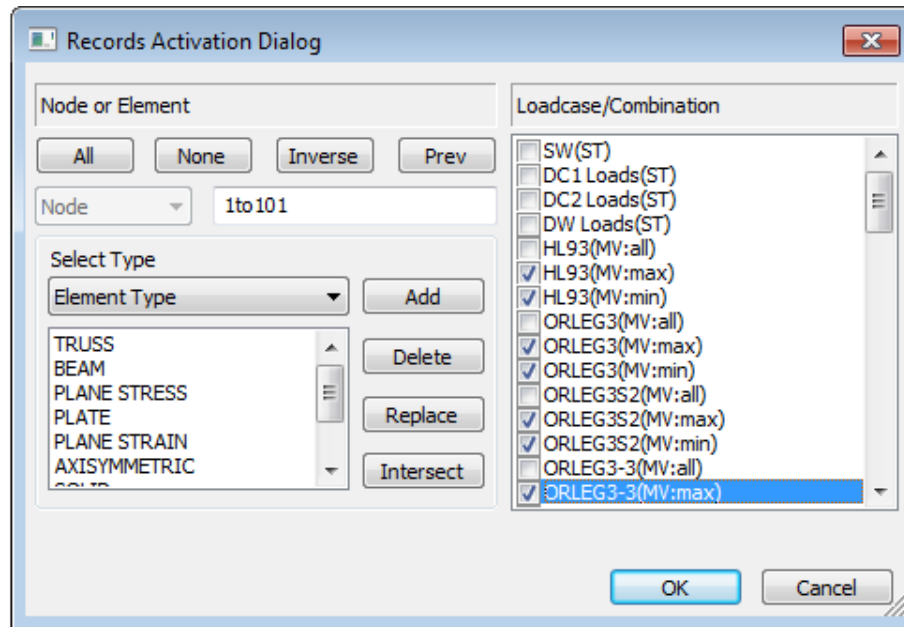 Records Activation Dialog
Node or Element
All None Inverse Prev
Node 1to101
Select Type
Element Type Add
TRUSS
BEAM
PLANE STRESS
PLATE
PLANE STRAIN
AXISYMMETRIC
Delete
Replace
Intersect
Loadcase/Combination
SW(ST)
DC1 Loads(ST)
DC2 Loads(ST)
DW Loads(ST)
HL93(MV:all)
HL93(MV:max)
HL93(MV:min)
ORLEG3(MV:all)
ORLEG3(MV:max)
ORLEG3(MV:min)
ORLEG3S2(MV:all)
ORLEG3S2(MV:max)
ORLEG3S2(MV:min)
ORLEG3-3(MV:all)
ORLEG3-3(MV:max)
OK Cancel